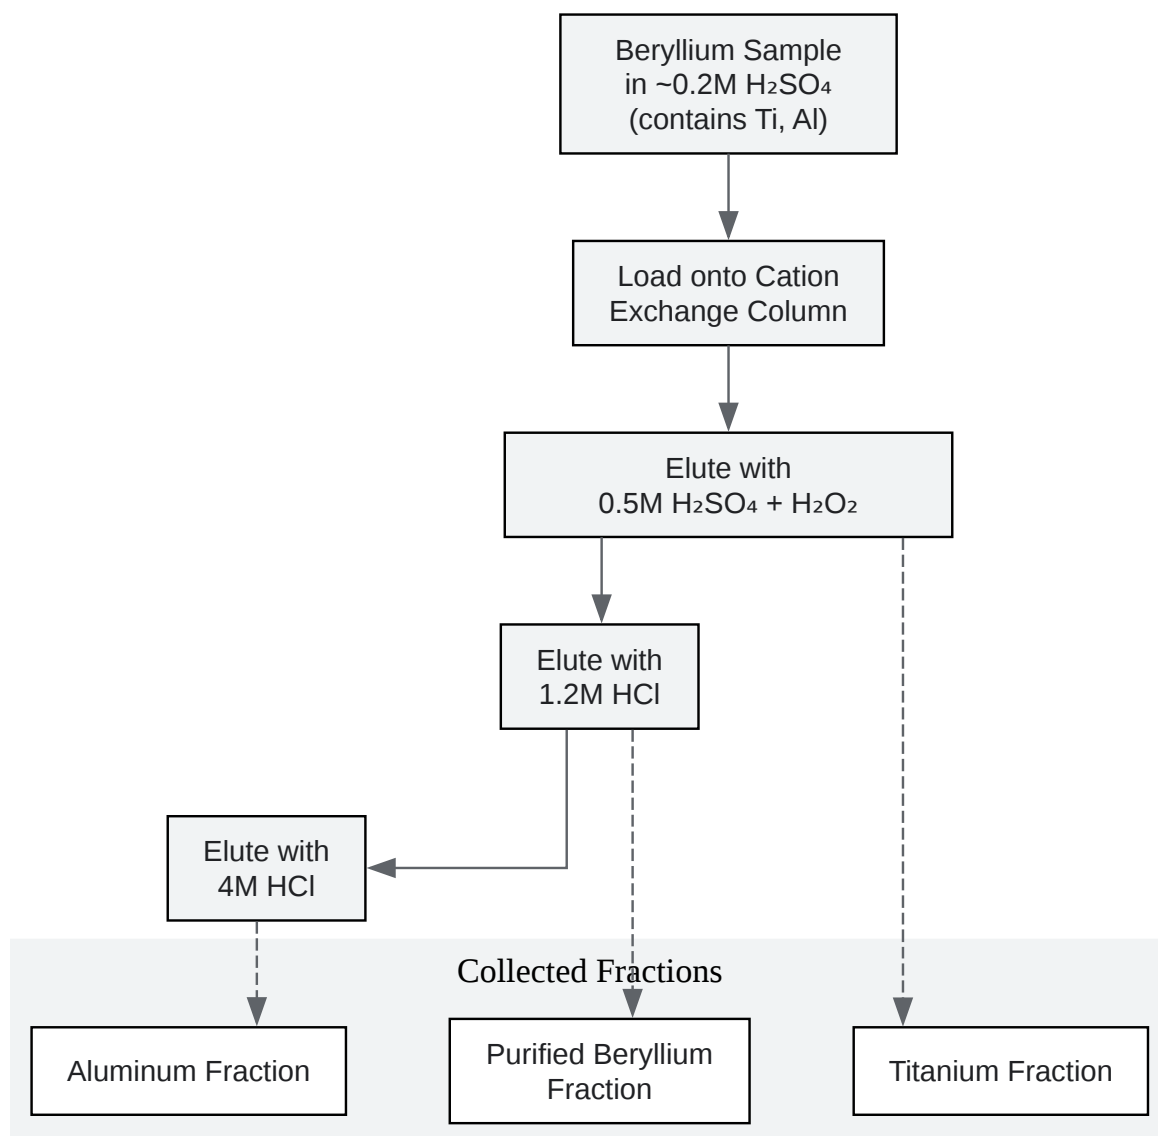 Beryllium Sample
in ~0.2M H₂SO₄
(contains Ti, Al)
Load onto Cation
Exchange Column
Elute with
0.5M H₂SO₄ + H₂O₂
Elute with
1.2M HCl
Elute with
4M HCl
Collected Fractions
Aluminum Fraction
Purified Beryllium
Fraction
Titanium Fraction